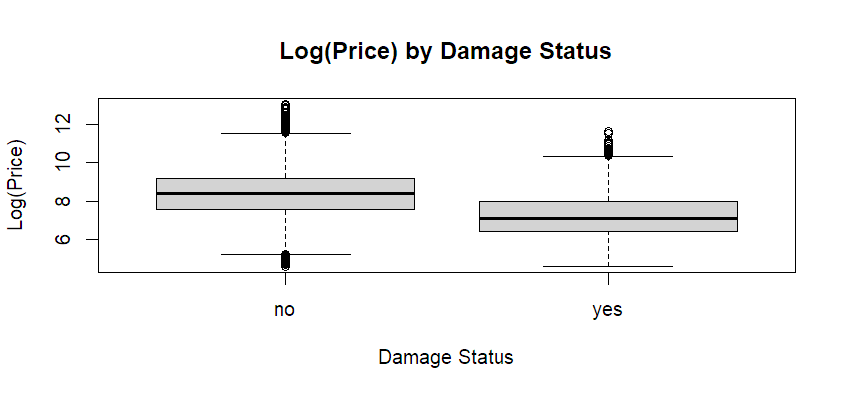 Log(Price) by Damage Status
Log(Price)
12
10
8
6
no yes
Damage Status